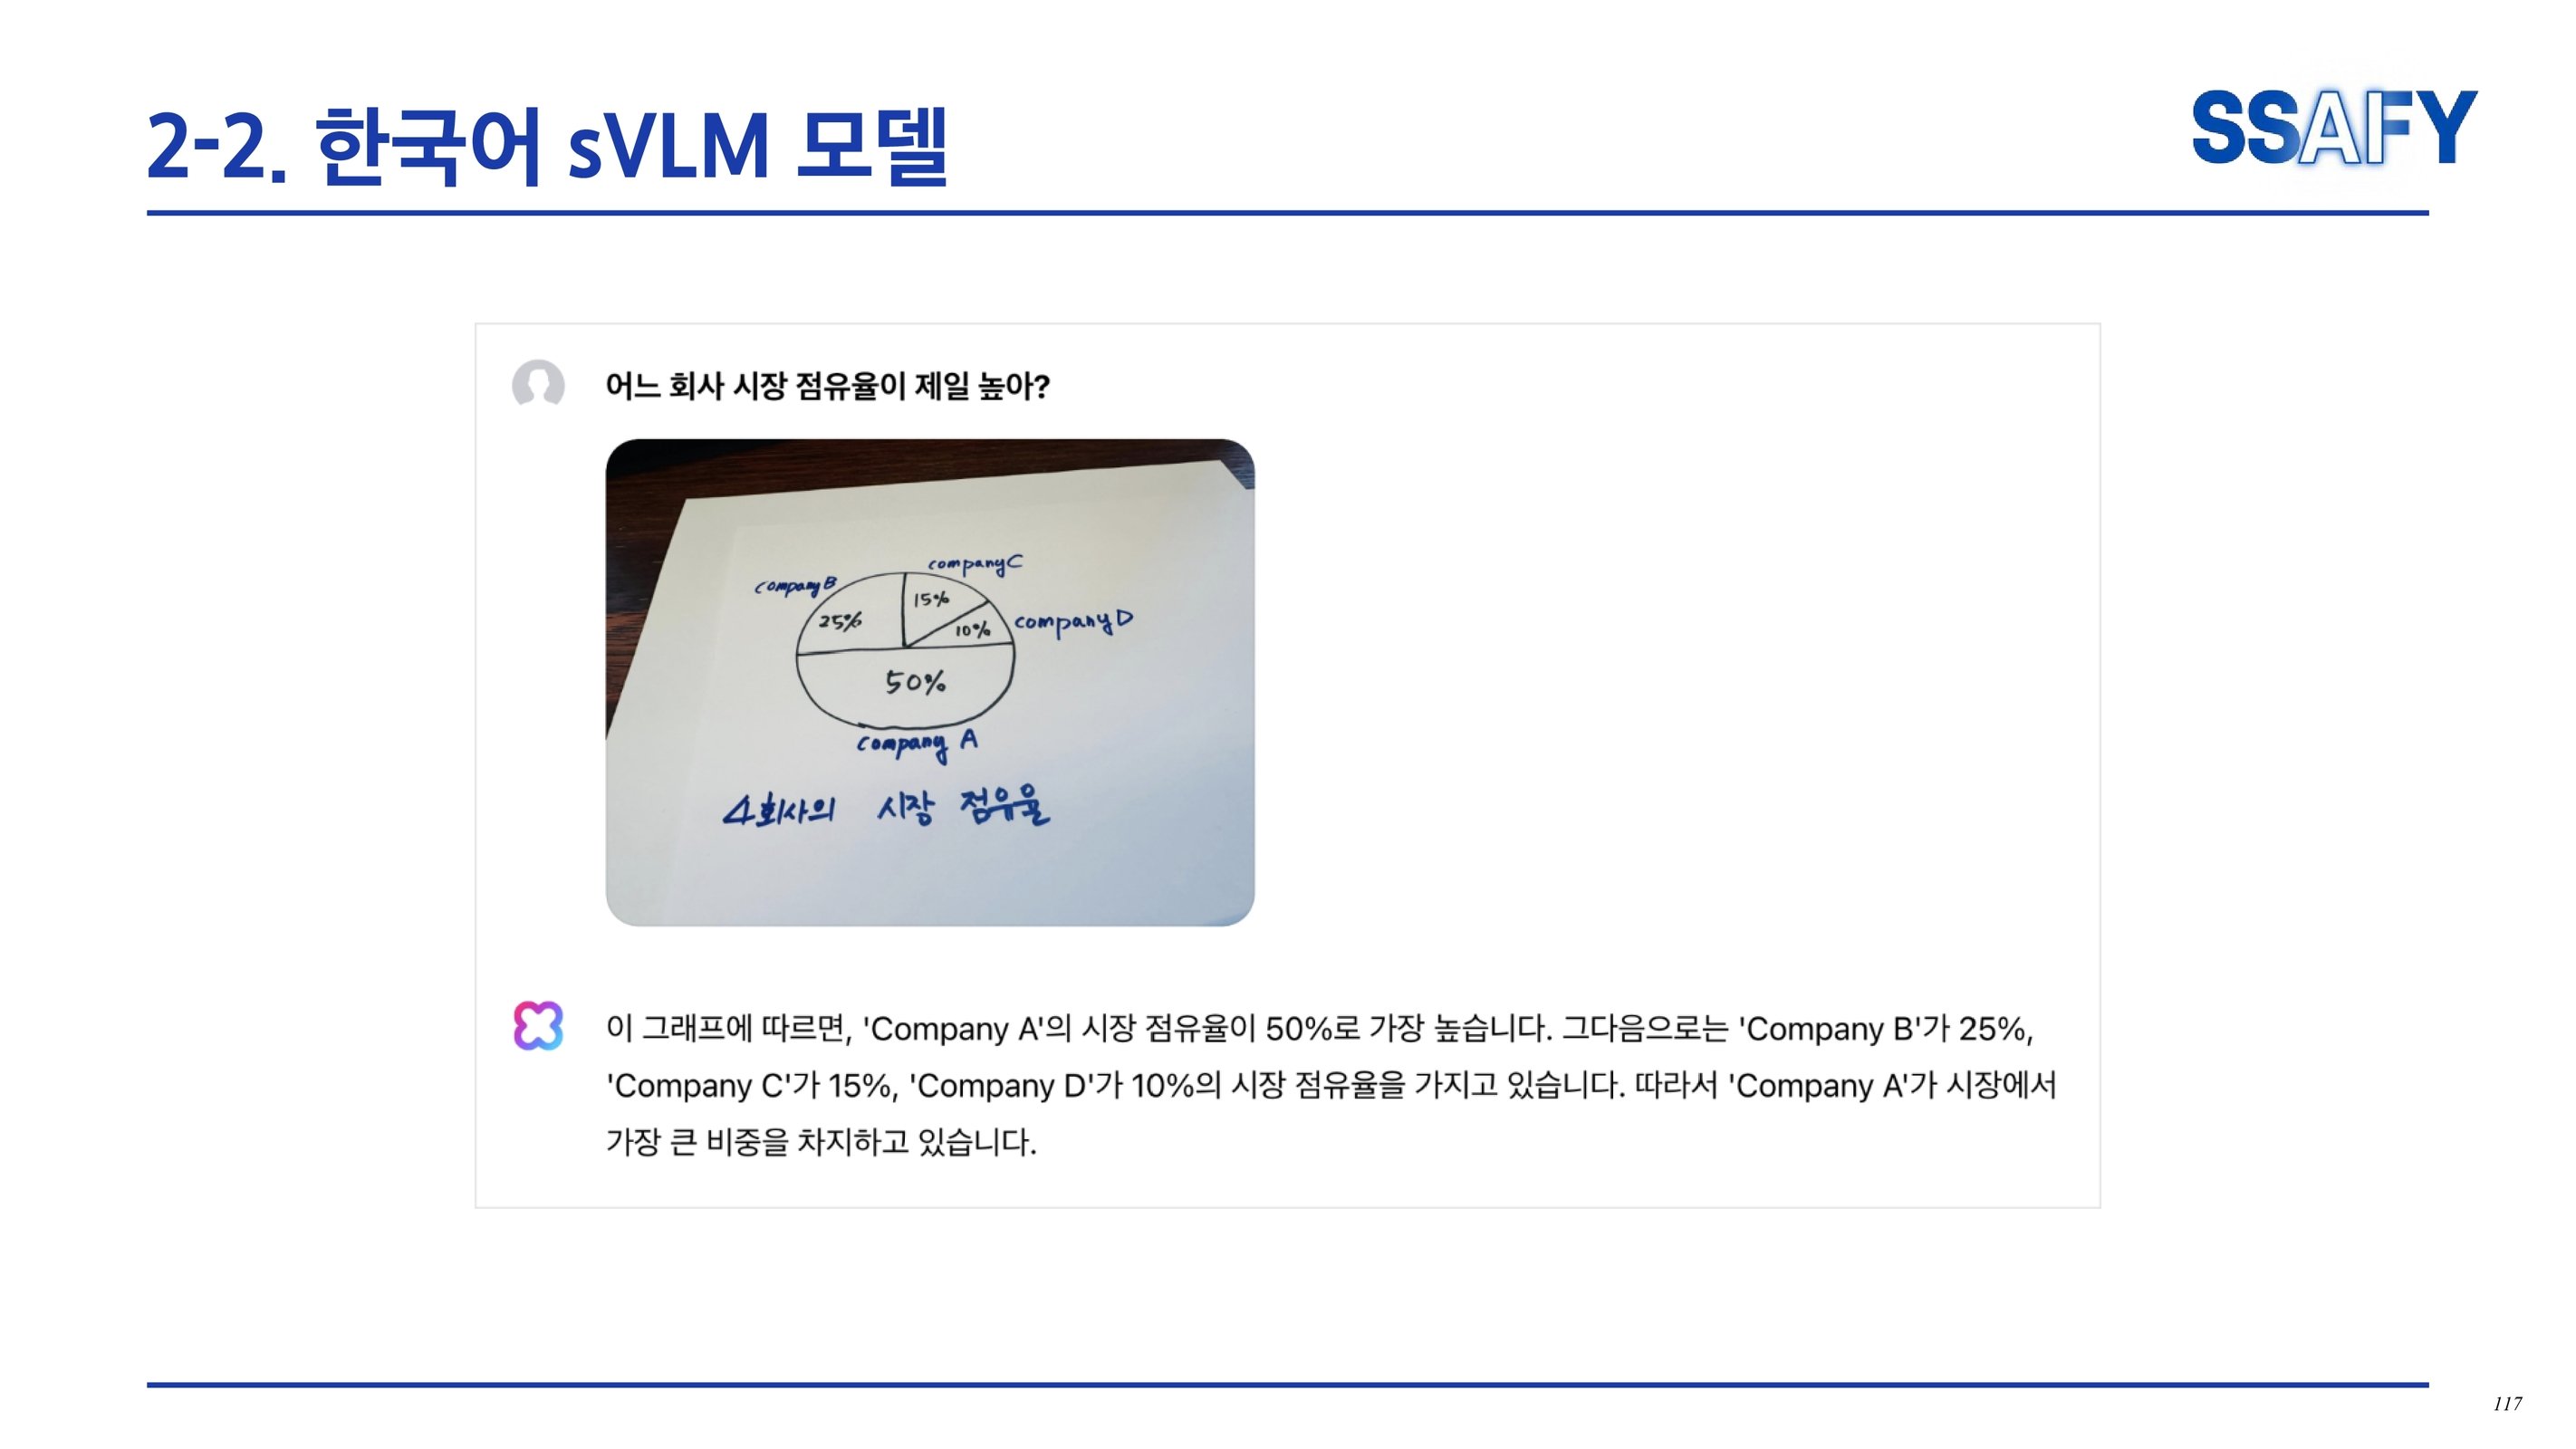 2-2. 한국어 sVLM 모델
SSAFY
어느 회사 시장 점유율이 제일 높아?
companyC
companyB
15%
25%
companyD
10%
50%
company A
4회사의 시장 점유율
이 그래프에 따르면, 'Company A'의 시장 점유율이 50%로 가장 높습니다. 그다음으로는 'Company B'가 25%,
'Company C'가 15%, 'Company D'가 10%의 시장 점유율을 가지고 있습니다. 따라서 'Company A'가 시장에서
가장 큰 비중을 차지하고 있습니다.
117